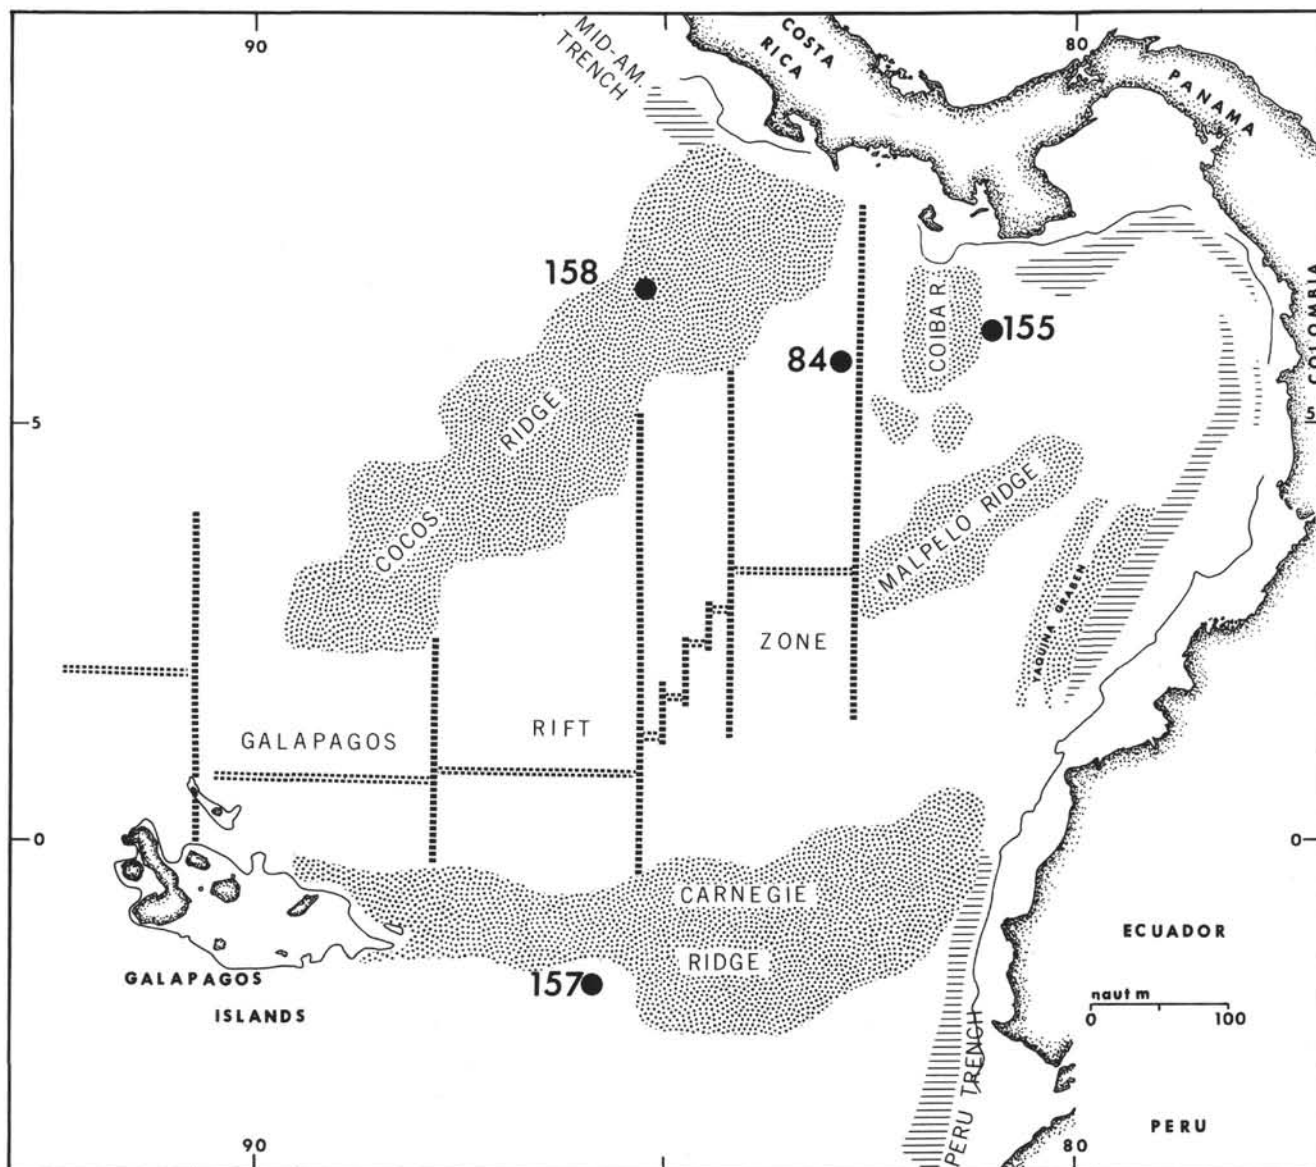 90
80
MID-AM.
TRENCH
COSTA
RICA
PANAMA
158
COIBA R.
155
84
COLOMBIA
5
5
RIDGE
COCOS
MALPELO RIDGE
YAQUINA GRABEN
ZONE
RIFT
GALAPAGOS
0
0
CARNEGIE
RIDGE
ECUADOR
157
GALAPAGOS
ISLANDS
naut m
0
100
PERU TRENCH
PERU
90
80